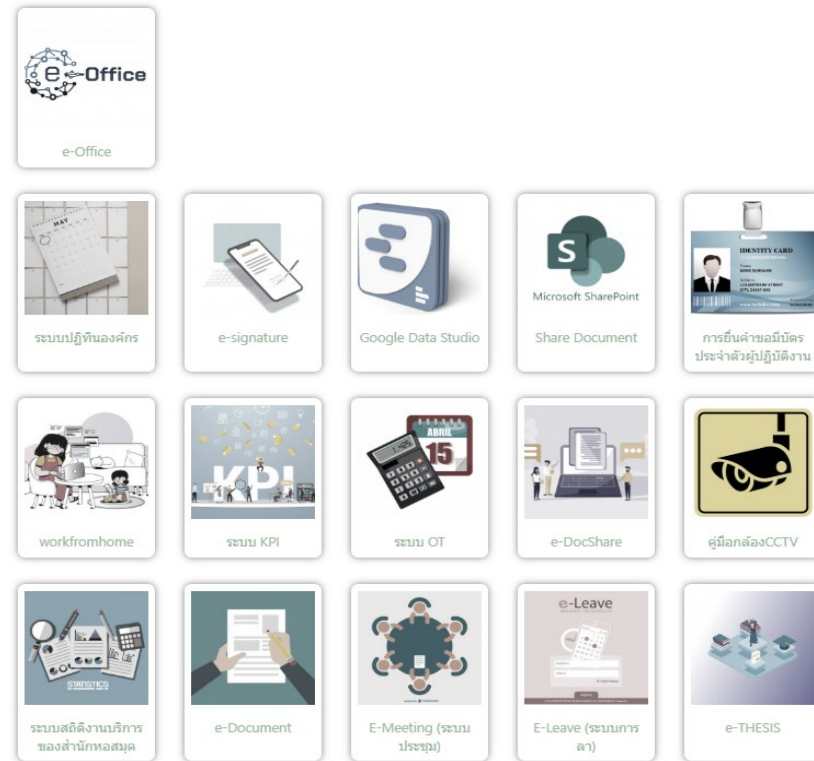 e-Office
e-Office
MAY
Microsoft SharePoint
IDENTITY CARD
ระบบปฏิทินองค์กร
e-signature
Google Data Studio
Share Document
การยื่นคำขอมีบัตร
ประจำตัวผู้ปฏิบัติงาน
KPI
ABRIL
15
workfromhome
ระบบ KPI
ระบบ OT
e-DocShare
คู่มือกล้องCCTV
STATISTICS
e-Leave
ระบบสถิติงานบริการ
ของสำนักหอสมุด
e-Document
E-Meeting (ระบบ
ประชุม)
E-Leave (ระบบการ
ลา)
e-THESIS